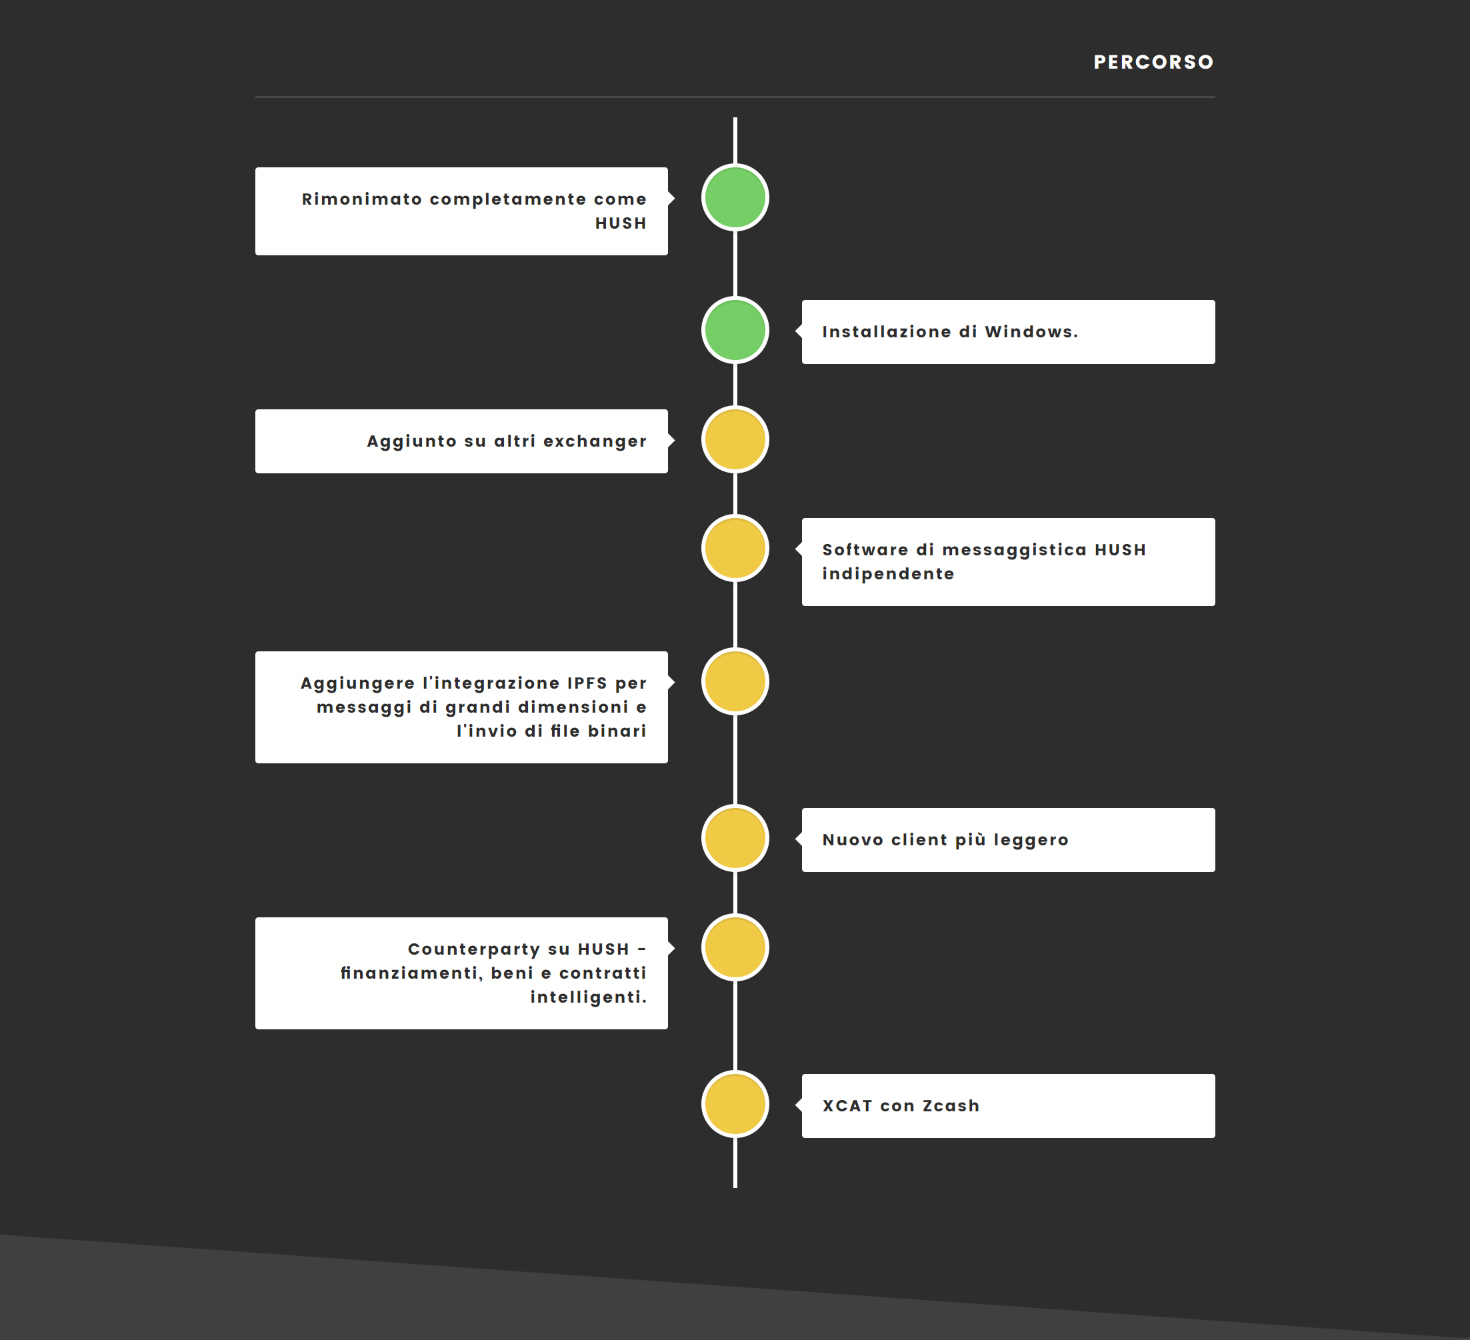 PERCORSO
Rimonimato completamente come
HUSH
Installazione di Windows.
Aggiunto su altri exchanger
Software di messaggistica HUSH
indipendente
Aggiungere l'integrazione IPFS per
messaggi di grandi dimensioni e
l'invio di file binari
Nuovo client più leggero
Counterparty su HUSH -
finanziamenti, beni e contratti
intelligenti.
XCAT con Zcash